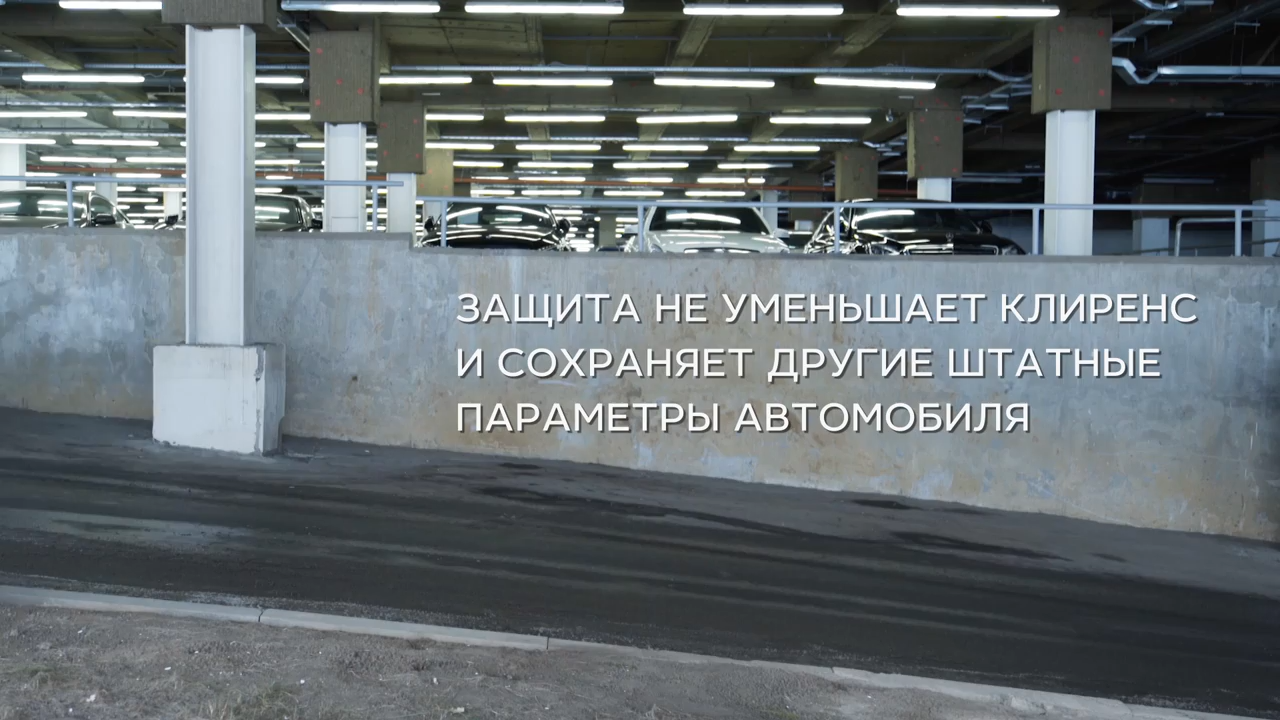 ЗАЩИТА НЕ УМЕНЬШАЕТ КЛИРЕНС
И СОХРАНЯЕТ ДРУГИЕ ШТАТНЫЕ
ПАРАМЕТРЫ АВТОМОБИЛЯ